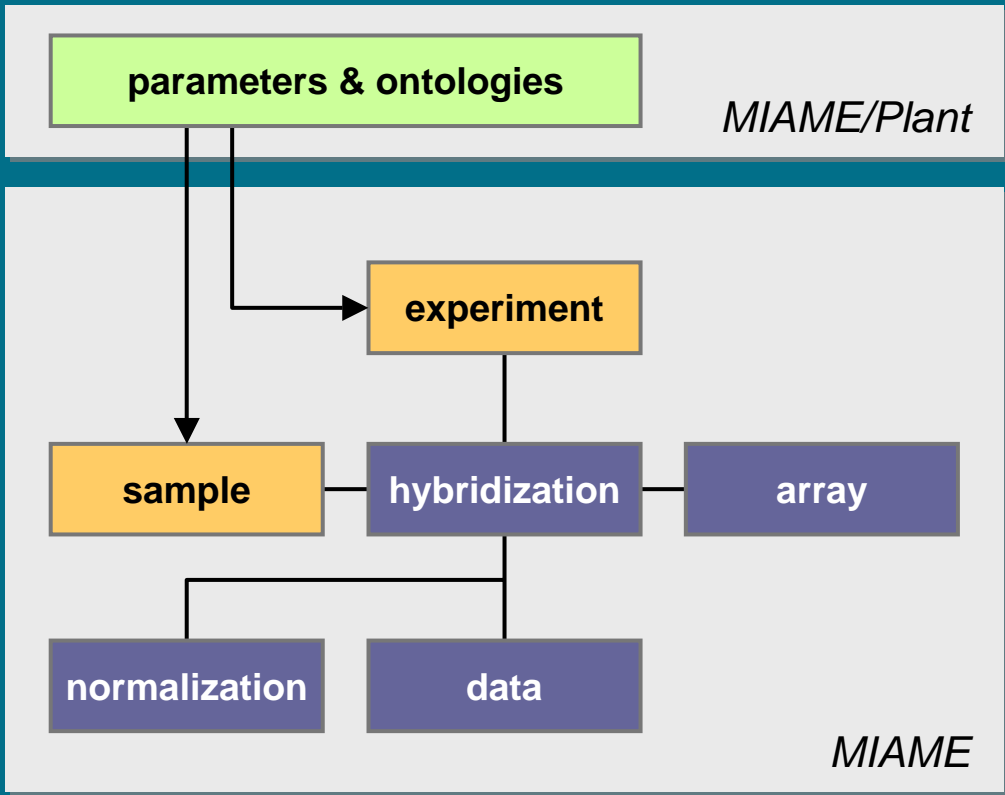 parameters & ontologies
MIAME/Plant
experiment
sample
hybridization
array
normalization
data
MIAME